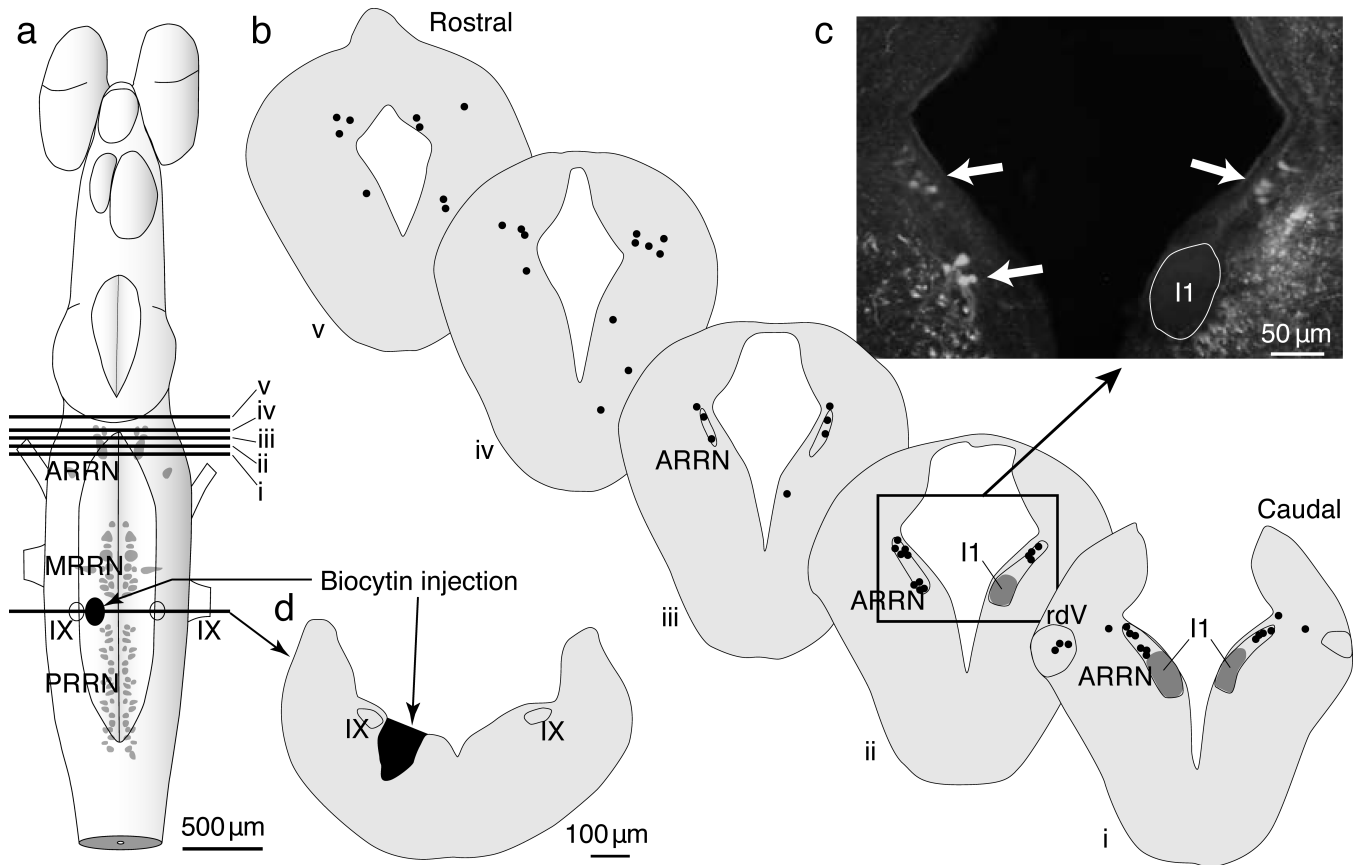 a
b
Rostral
c
I1
50 µm
v
v
iv
iii
ii
i
ARRN
MRRN
IX
IX
PRRN
500 µm
Biocytin injection
d
IX
IX
100 µm
iv
ARRN
iii
I1
ARRN
ii
Caudal
rdV
I1
ARRN
i